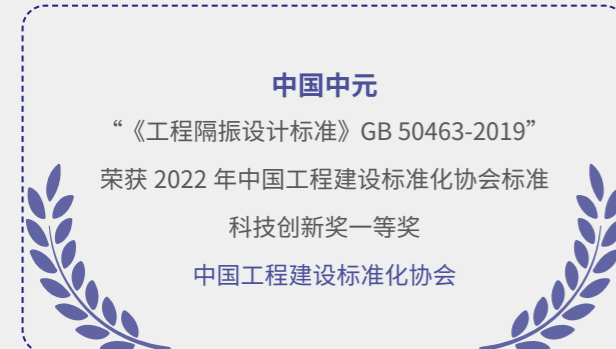 中国中元
“《工程隔振设计标准》GB 50463-2019”
荣获 2022 年中国工程建设标准化协会标准
科技创新奖一等奖
中国工程建设标准化协会